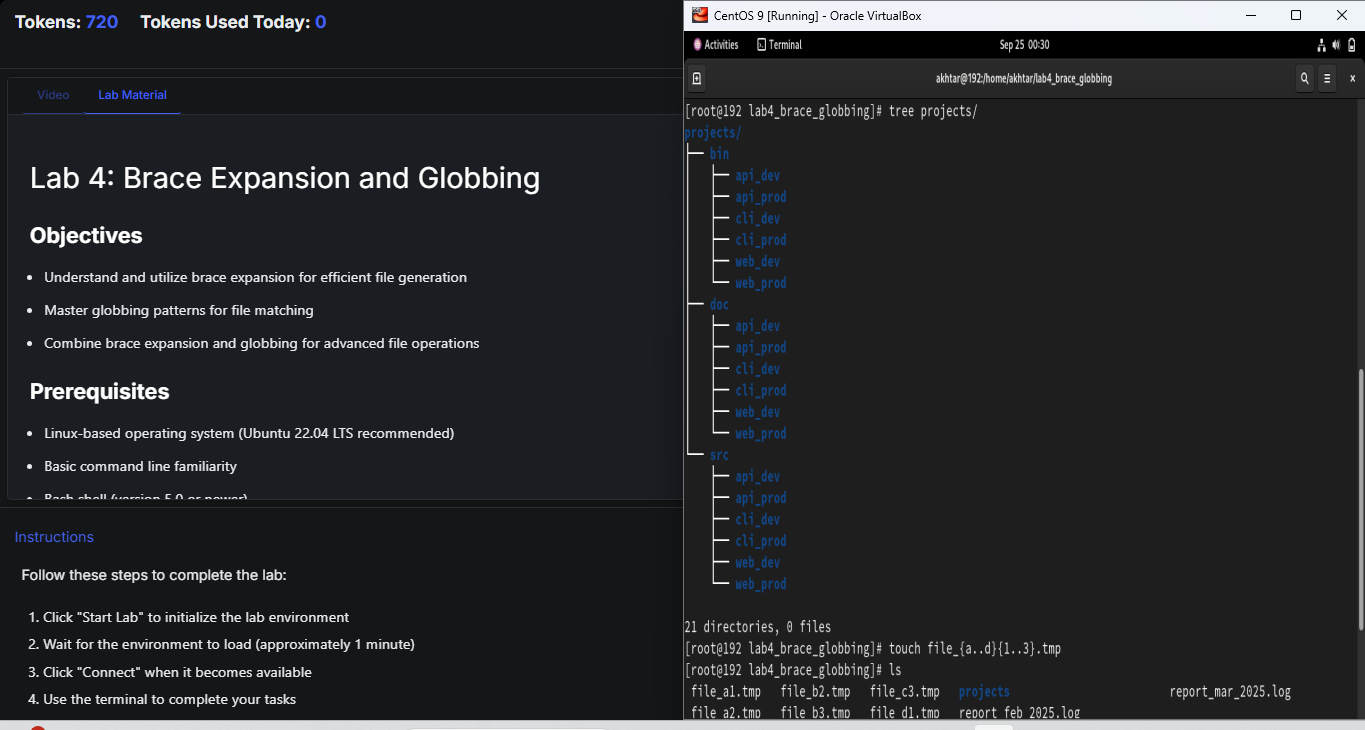 Tokens: 720 Tokens Used Today: 0
Video Lab Material
Lab 4: Brace Expansion and Globbing
Objectives
• Understand and utilize brace expansion for efficient file generation
• Master globbing patterns for file matching
• Combine brace expansion and globbing for advanced file operations
Prerequisites
• Linux-based operating system (Ubuntu 22.04 LTS recommended)
• Basic command line familiarity
• Bash shell (version 5.0 or newer)
Instructions
Follow these steps to complete the lab:
1. Click "Start Lab" to initialize the lab environment
2. Wait for the environment to load (approximately 1 minute)
3. Click "Connect" when it becomes available
4. Use the terminal to complete your tasks
CentOS 9 [Running] - Oracle VirtualBox
Activities Terminal Sep 25 00:30
akhtar@192:/home/akhtar/lab4_brace_globbing
[root@192 lab4_brace_globbing]# tree projects/
projects/
├── bin
│   ├── api_dev
│   ├── api_prod
│   ├── cli_dev
│   ├── cli_prod
│   ├── web_dev
│   └── web_prod
├── doc
│   ├── api_dev
│   ├── api_prod
│   ├── cli_dev
│   ├── cli_prod
│   ├── web_dev
│   └── web_prod
└── src
    ├── api_dev
    ├── api_prod
    ├── cli_dev
    ├── cli_prod
    ├── web_dev
    └── web_prod
21 directories, 0 files
[root@192 lab4_brace_globbing]# touch file_{a..d}{1..3}.tmp
[root@192 lab4_brace_globbing]# ls
file_a1.tmp file_b2.tmp file_c3.tmp projects report_mar_2025.log
file_a2.tmp file_b3.tmp file_d1.tmp report_feb_2025.log